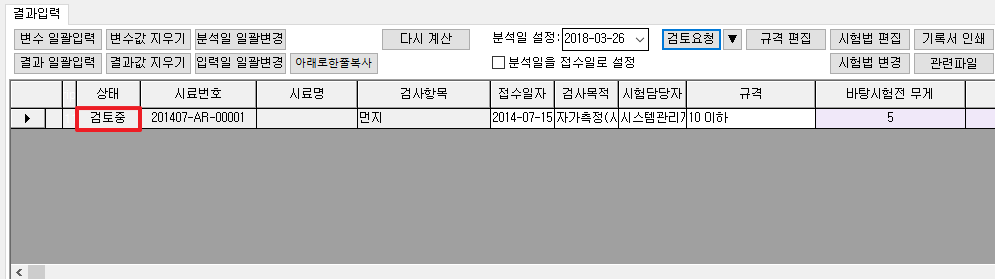 결과입력
변수 일괄입력 변수값 지우기 분석일 일괄변경 다시 계산 분석일 설정: 2018-03-26 검토요청 ▼ 규격 편집 시험법 편집 기록서 인쇄
결과 일괄입력 결과값 지우기 입력일 일괄변경 아래로한줄복사 분석일을 접수일로 설정 시험법 변경 관련파일
상태 시료번호 시료명 검사항목 접수일자 검사목적 시험담당자 규격 바탕시험전 무게
검토중 201407-AR-00001 먼지 2014-07-15 자가측정(시 시스템관리 10 이하 5